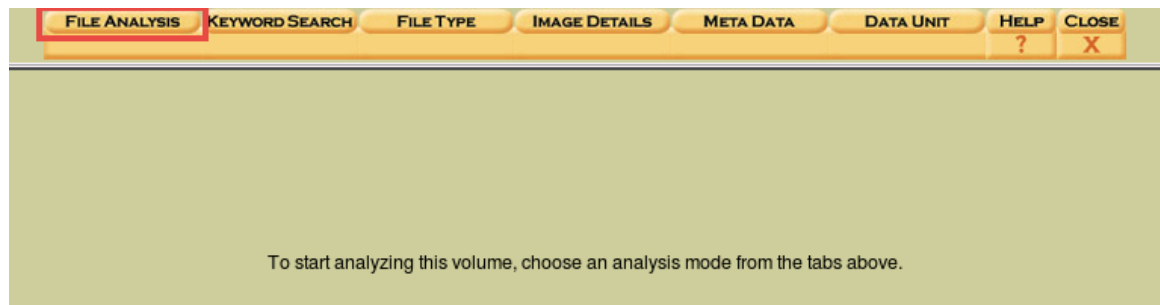 FILE ANALYSIS KEYWORD SEARCH FILE TYPE IMAGE DETAILS META DATA DATA UNIT HELP CLOSE
? X
To start analyzing this volume, choose an analysis mode from the tabs above.